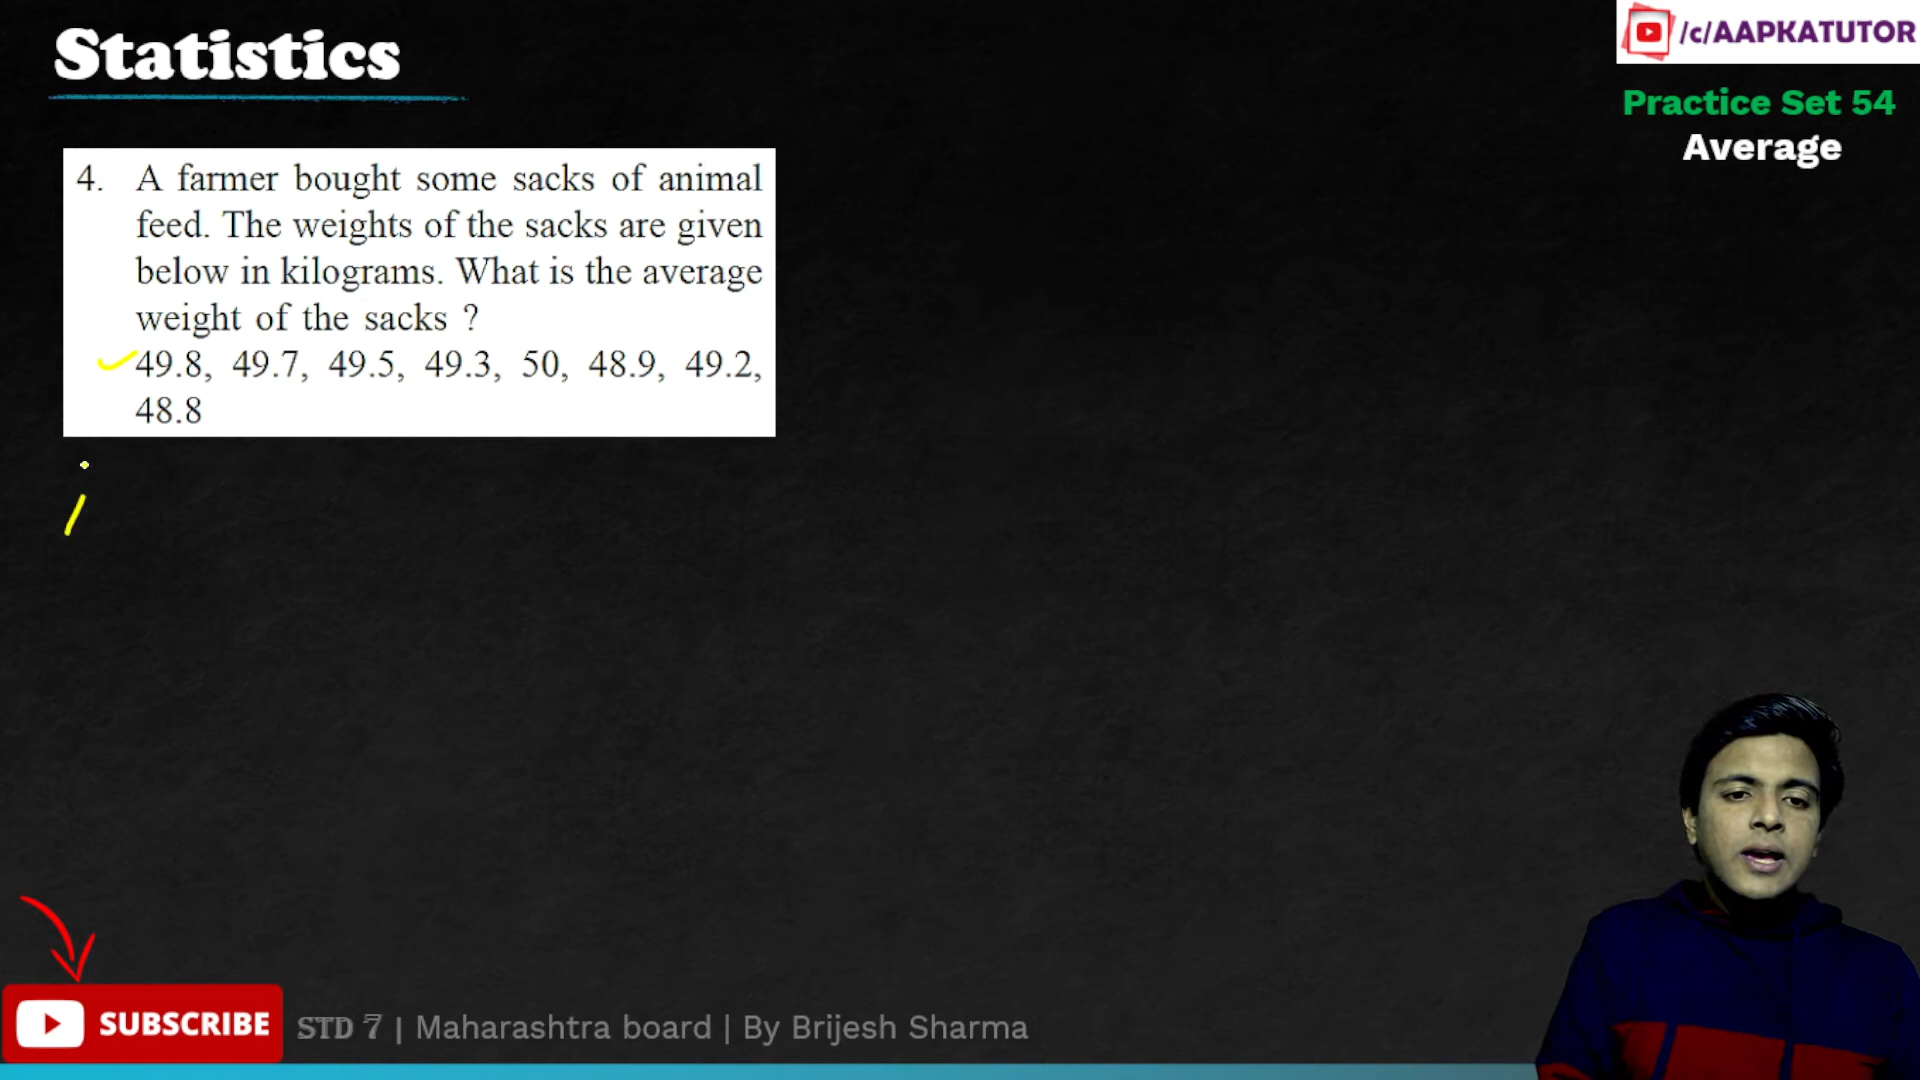 Statistics
/c/AAPKATUTOR
Practice Set 54
Average
4. A farmer bought some sacks of animal
feed. The weights of the sacks are given
below in kilograms. What is the average
weight of the sacks ?
49.8, 49.7, 49.5, 49.3, 50, 48.9, 49.2,
48.8
SUBSCRIBE
STD 7 | Maharashtra board | By Brijesh Sharma